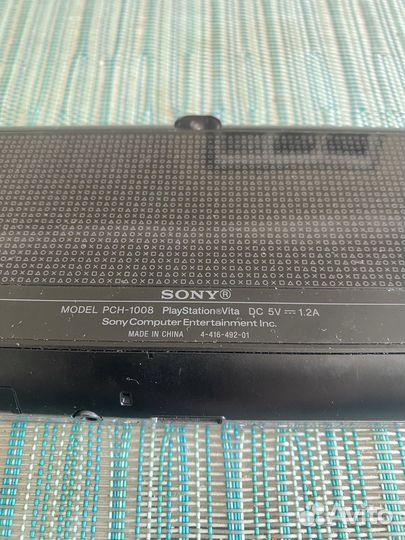 SONY®
MODEL PCH-1008 PlayStation®Vita DC 5V ⎓ 1.2A
Sony Computer Entertainment Inc.
MADE IN CHINA 4-416-492-01
Avito